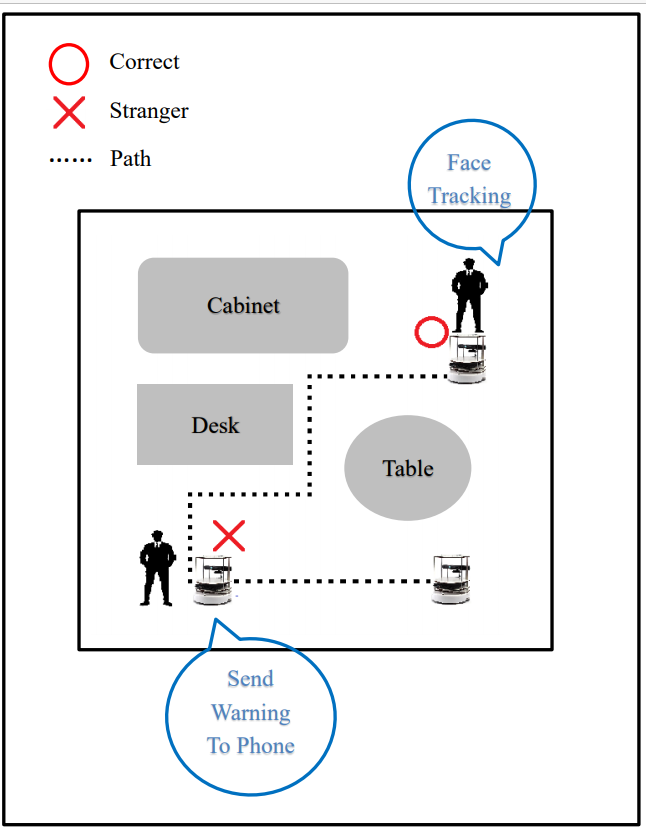 Correct
Stranger
Path
Face
Tracking
Cabinet
Desk
Table
Send
Warning
To Phone